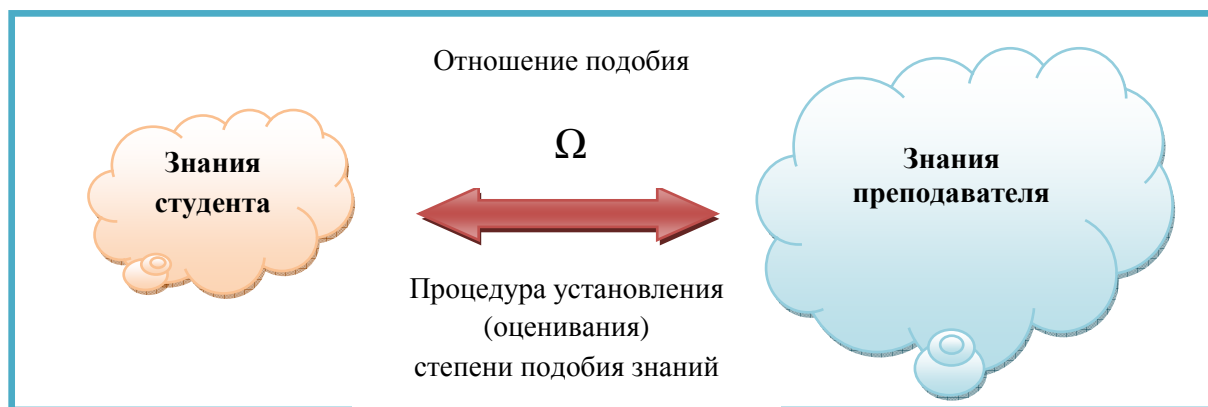 Отношение подобия
Ω
Знания
студента
Знания
преподавателя
Процедура установления
(оценивания)
степени подобия знаний